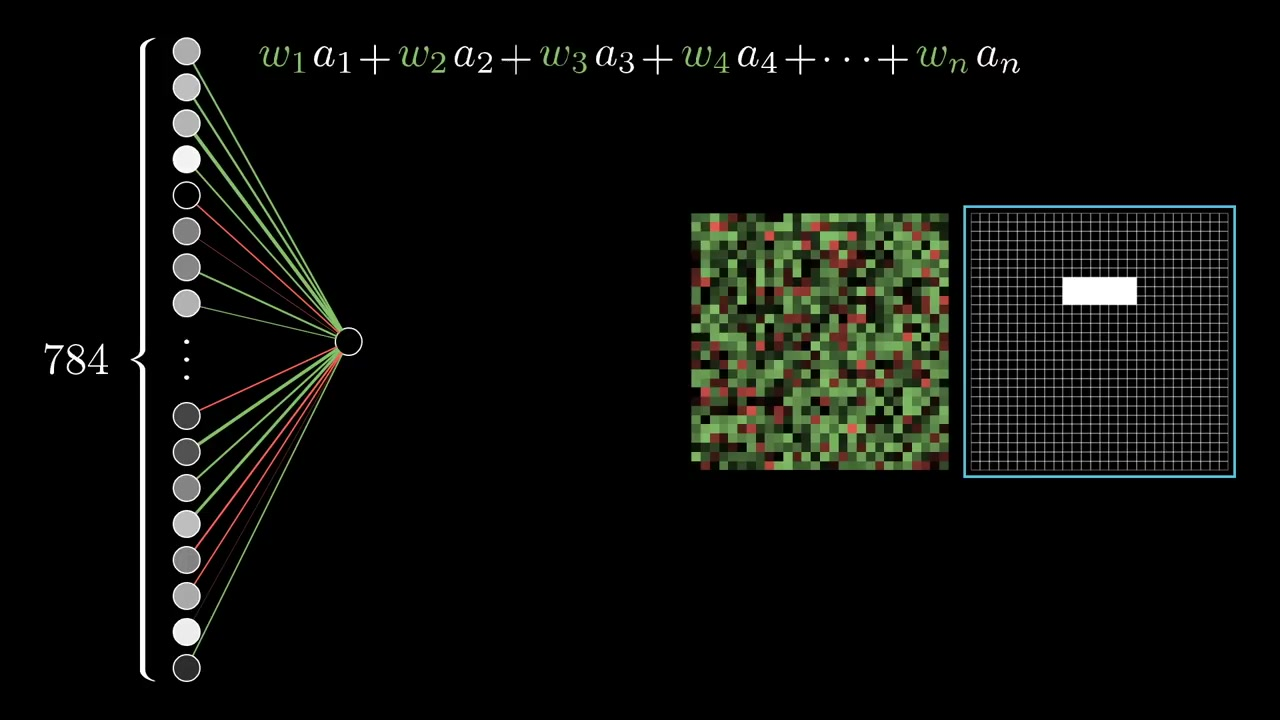 w₁a₁ + w₂a₂ + w₃a₃ + w₄a₄ + ⋯ + wₙaₙ
784